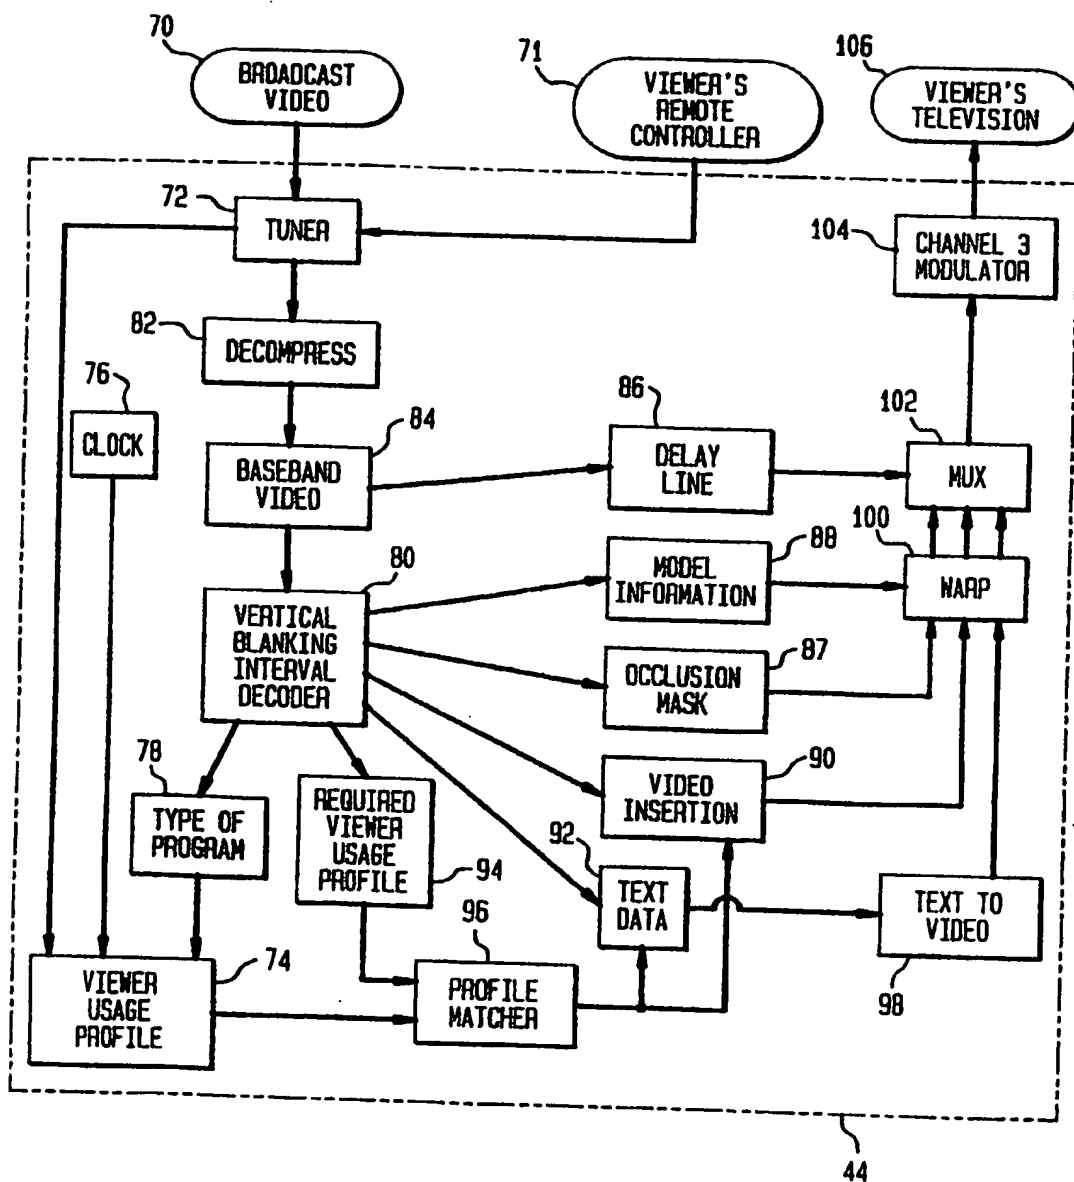 70
BROADCAST
VIDEO
71
VIEWER'S
REMOTE
CONTROLLER
106
VIEWER'S
TELEVISION
72
TUNER
104
CHANNEL 3
MODULATOR
82
DECOMPRESS
76
CLOCK
84
BASEBAND
VIDEO
86
DELAY
LINE
102
MUX
80
VERTICAL
BLANKING
INTERVAL
DECODER
88
MODEL
INFORMATION
100
WARP
87
OCCLUSION
MASK
78
TYPE OF
PROGRAM
REQUIRED
VIEWER
USAGE
PROFILE
94
90
VIDEO
INSERTION
92
TEXT
DATA
TEXT TO
VIDEO
98
74
VIEWER
USAGE
PROFILE
96
PROFILE
MATCHER
44